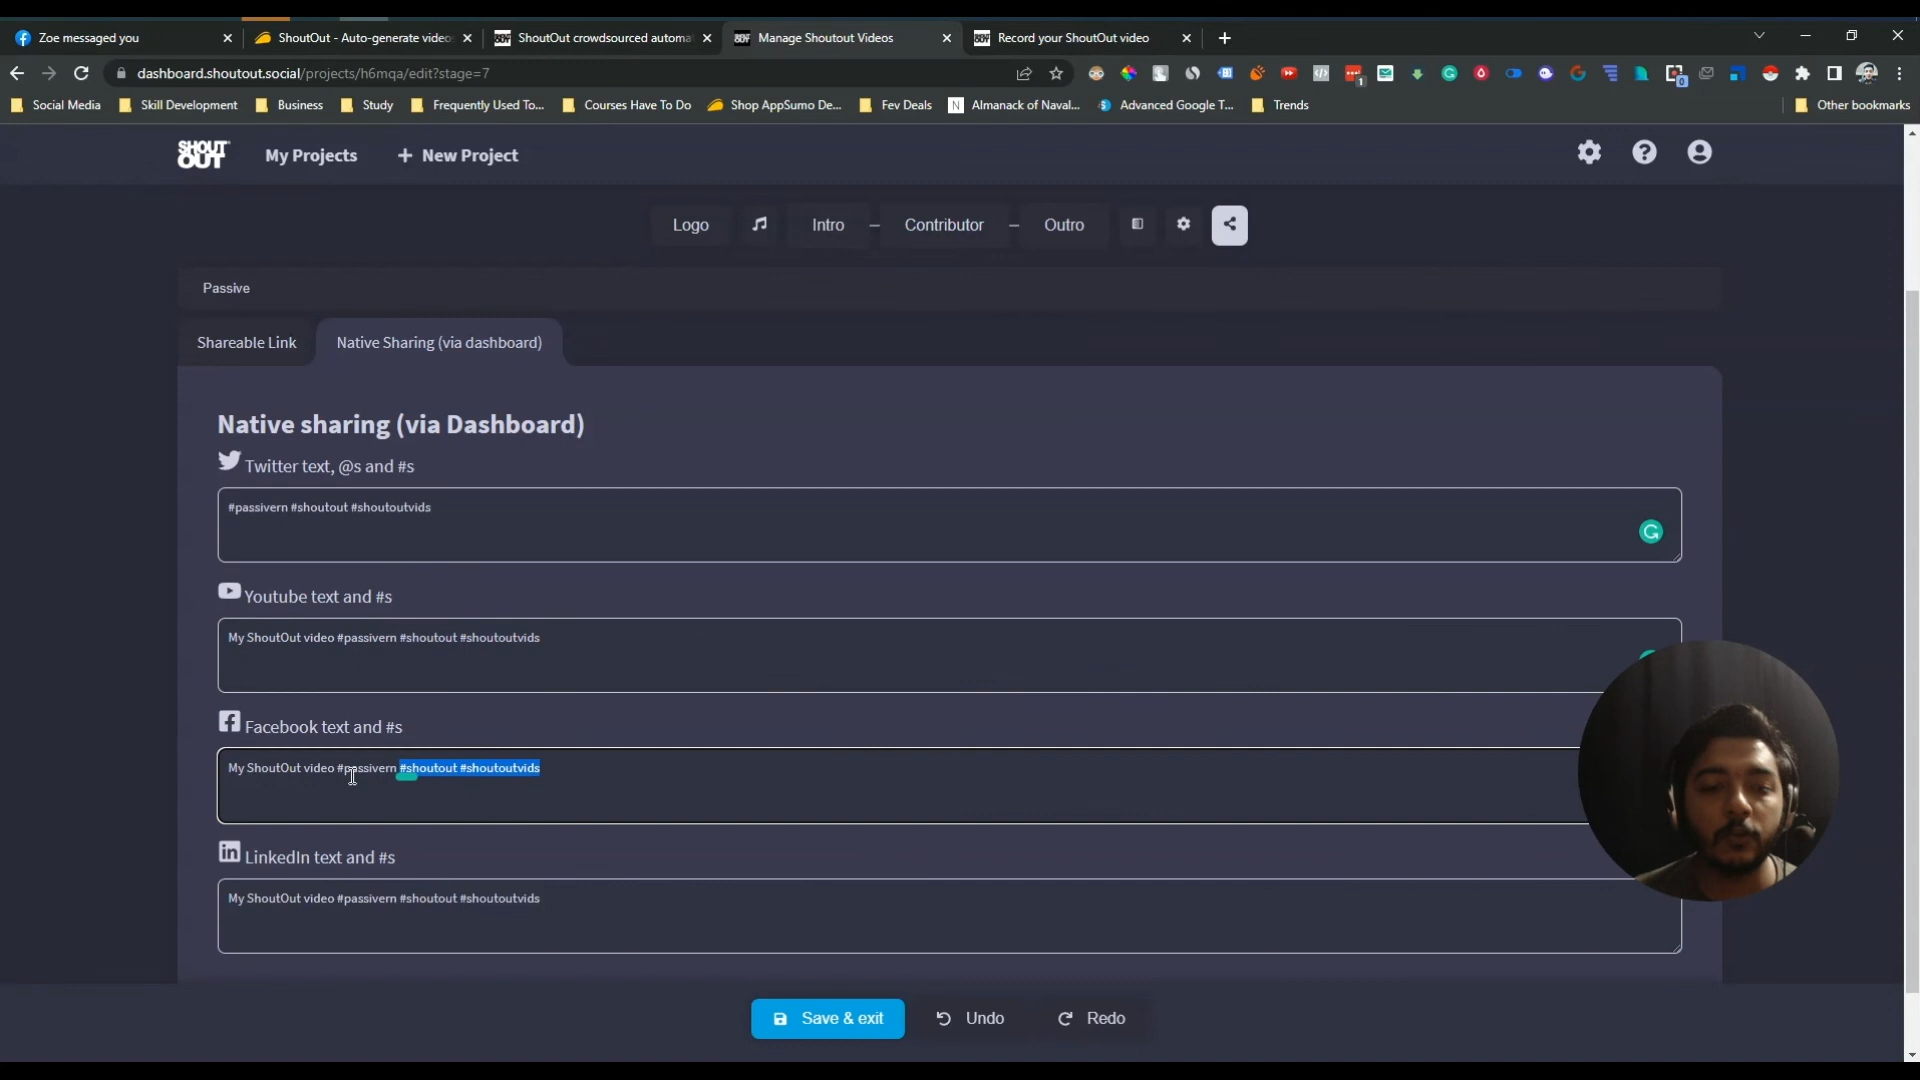 Zoe messaged you
ShoutOut - Auto-generate video
ShoutOut crowdsourced automa
Manage Shoutout Videos
Record your ShoutOut video
dashboard.shoutout.social/projects/h6mqa/edit?stage=7
Social Media
Skill Development
Business
Study
Frequently Used To...
Courses Have To Do
Shop AppSumo De...
Fev Deals
Almanack of Naval...
Advanced Google T...
Trends
Other bookmarks
SHOUT
OUT
My Projects
+ New Project
Logo
Intro
Contributor
Outro
Passive
Shareable Link
Native Sharing (via dashboard)
Native sharing (via Dashboard)
Twitter text, @s and #s
#passivern #shoutout #shoutoutvids
Youtube text and #s
My ShoutOut video #passivern #shoutout #shoutoutvids
Facebook text and #s
My ShoutOut video #passivern #shoutout #shoutoutvids
LinkedIn text and #s
My ShoutOut video #passivern #shoutout #shoutoutvids
Save & exit
Undo
Redo